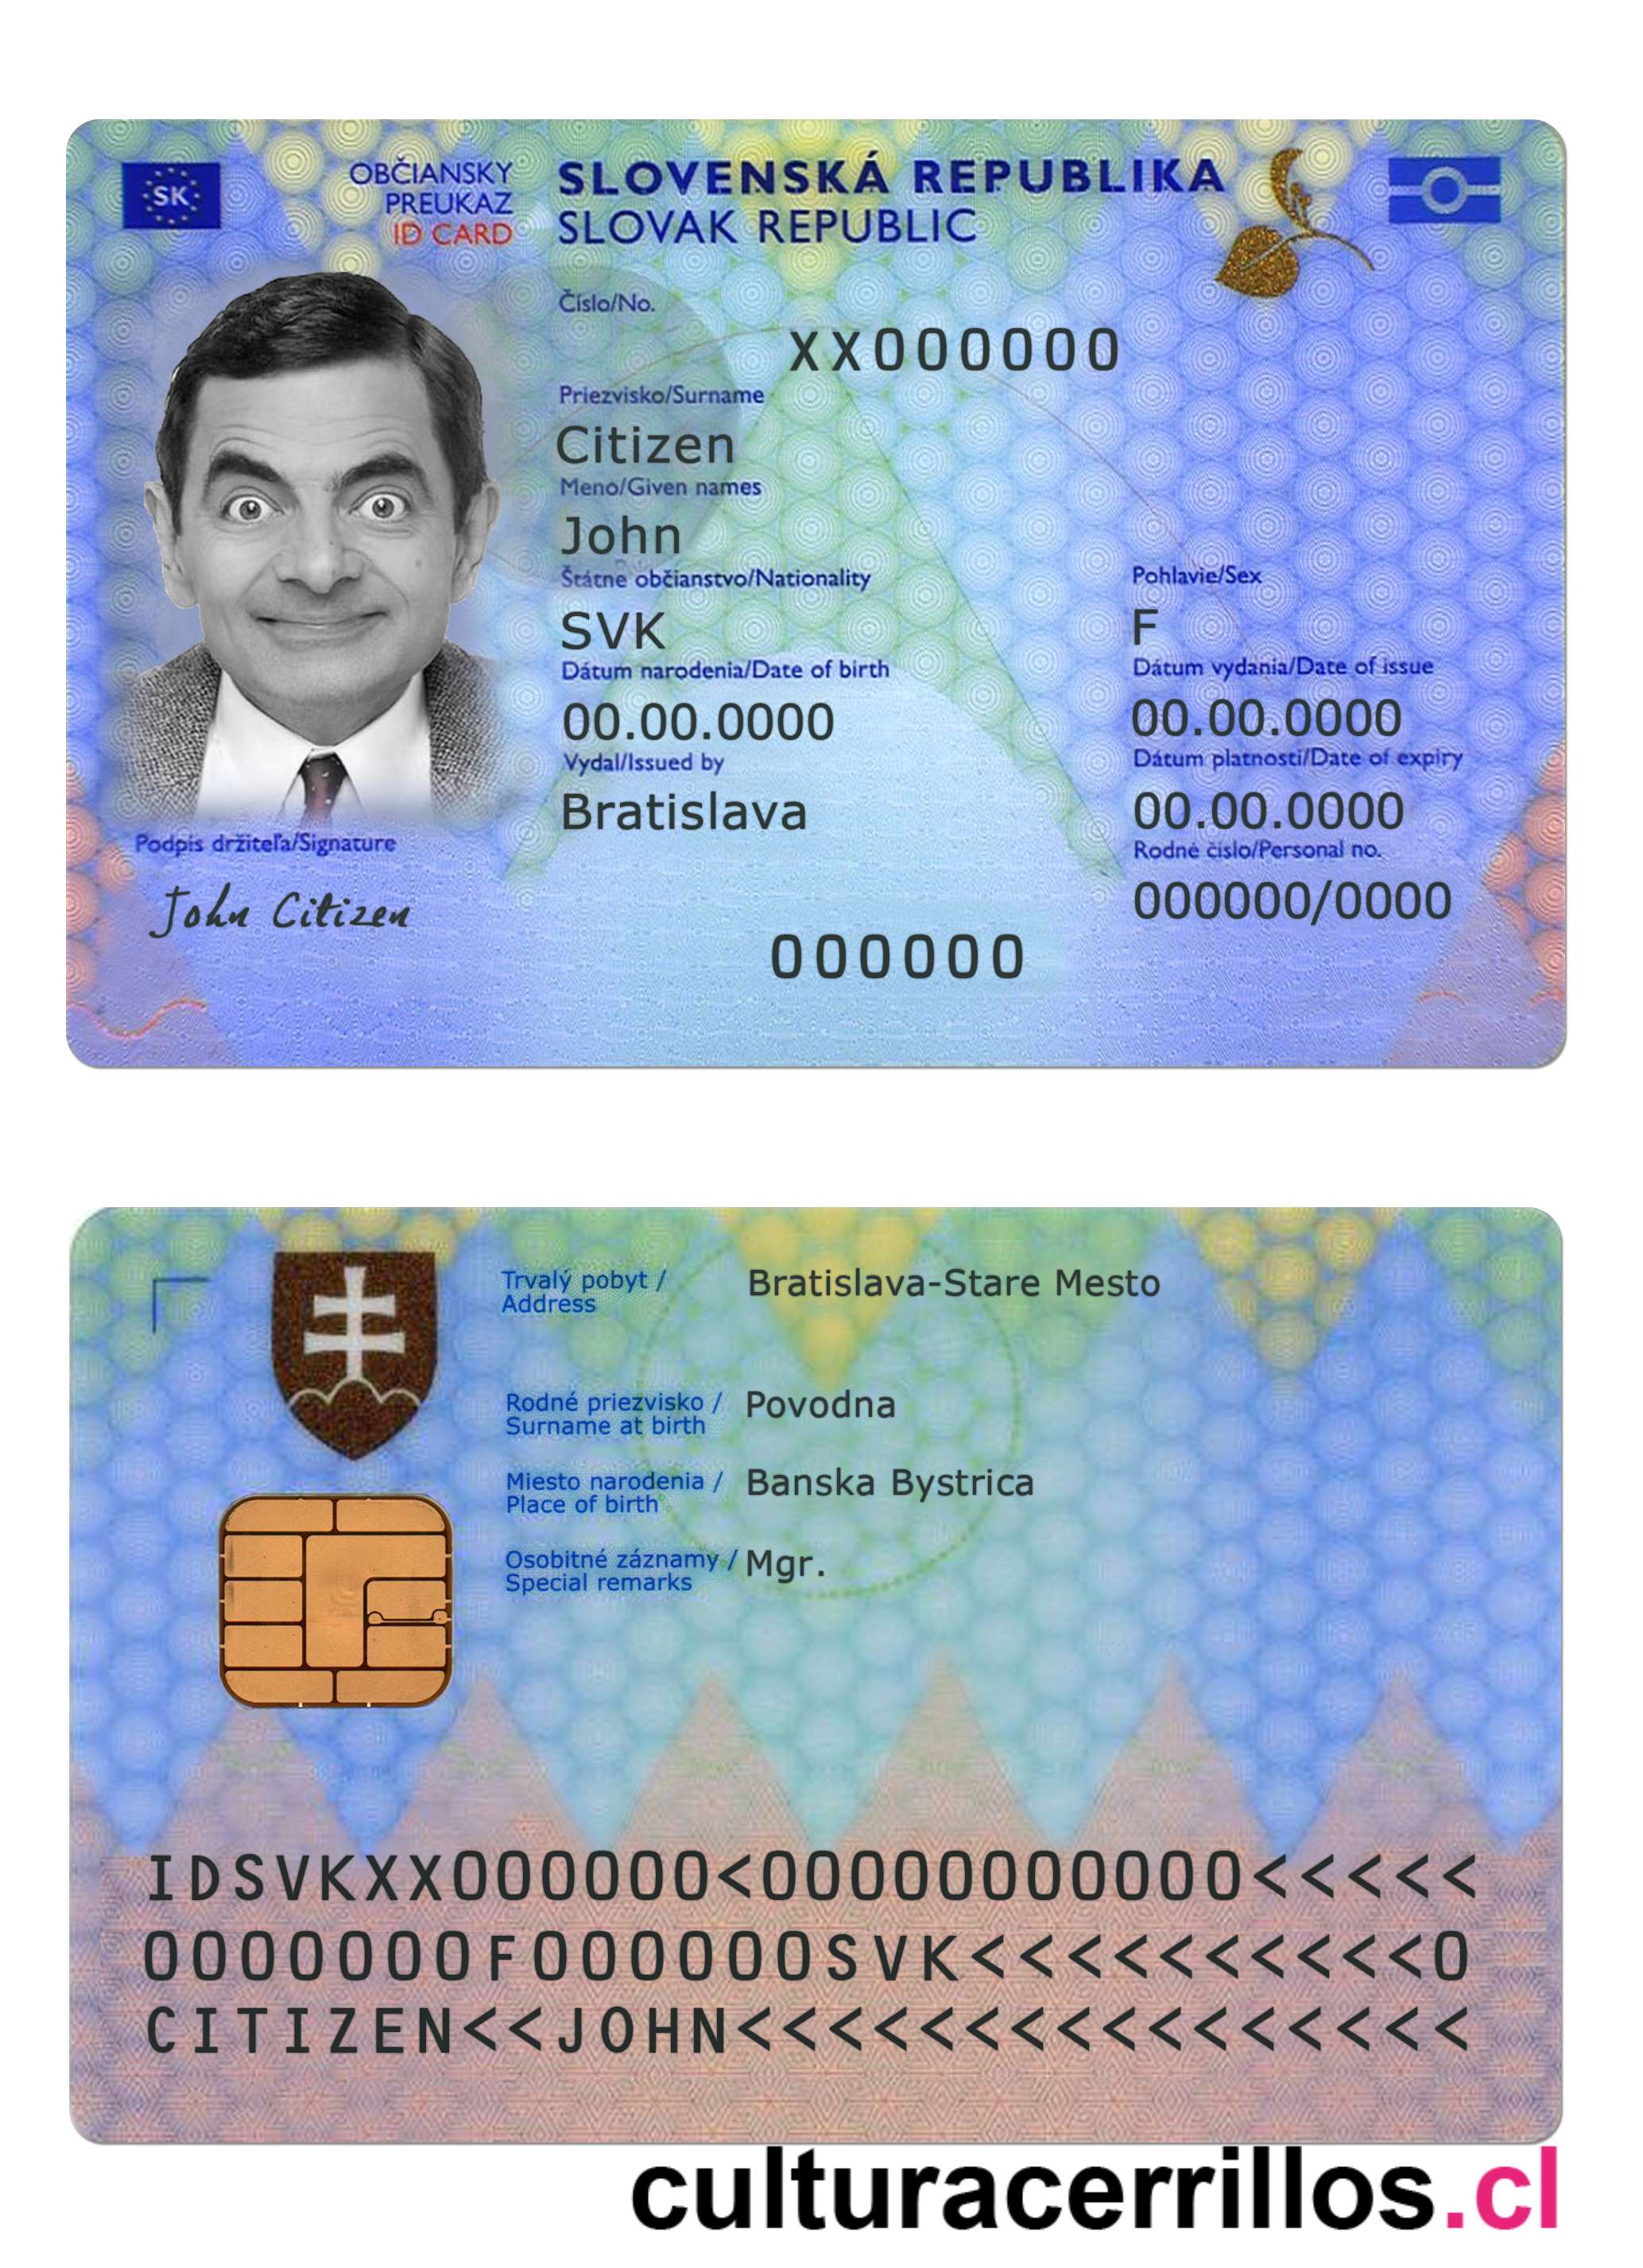 SK
OBČIANSKY
PREUKAZ
ID CARD
SLOVENSKÁ REPUBLIKA
SLOVAK REPUBLIC
Číslo/No.
XX000000
Priezvisko/Surname
Citizen
Meno/Given names
John
Štátne občianstvo/Nationality
SVK
Pohlavie/Sex
F
Dátum narodenia/Date of birth
00.00.0000
Dátum vydania/Date of issue
00.00.0000
Vydal/Issued by
Bratislava
Dátum platnosti/Date of expiry
00.00.0000
Rodné číslo/Personal no.
000000/0000
Podpis držiteľa/Signature
John Citizen
000000
Trvalý pobyt /
Address
Bratislava-Stare Mesto
Rodné priezvisko /
Surname at birth
Povodna
Miesto narodenia /
Place of birth
Banska Bystrica
Osobitné záznamy /
Special remarks
Mgr.
IDSVKXX000000<00000000000<<<<<
0000000F000000SVK<<<<<<<<<<<0
CITIZEN<<JOHN<<<<<<<<<<<<<<<<
culturacerrillos.cl